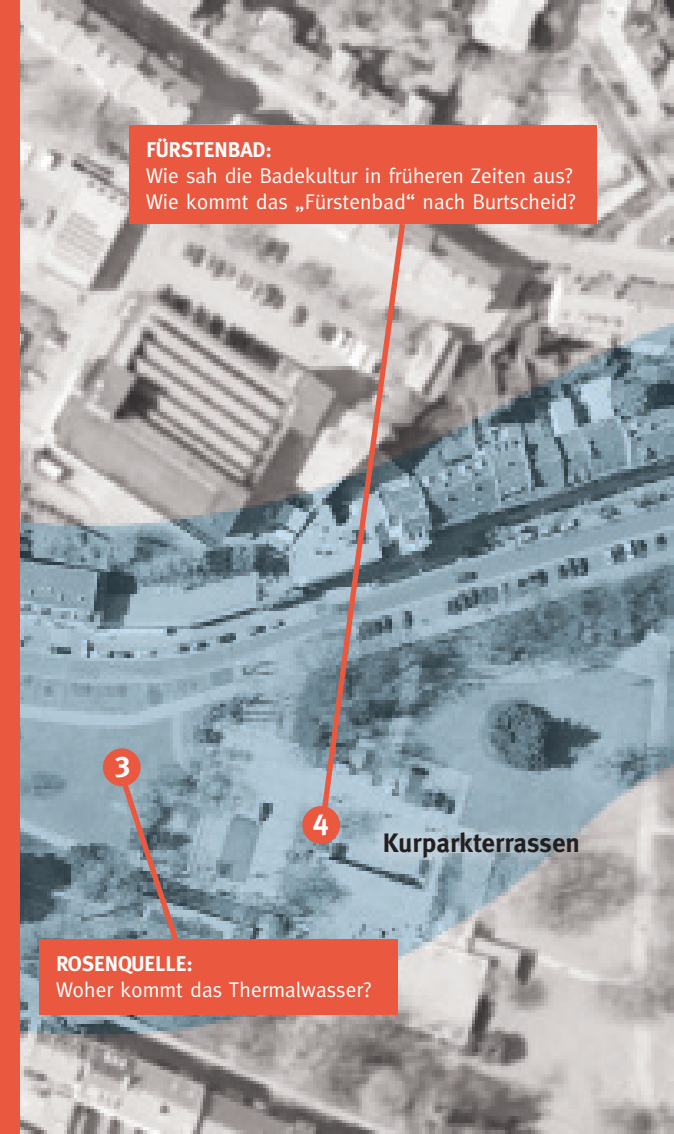 FÜRSTENBAD:
Wie sah die Badekultur in früheren Zeiten aus?
Wie kommt das „Fürstenbad“ nach Burtscheid?
3
4
Kurparkterrassen
ROSENQUELLE:
Woher kommt das Thermalwasser?